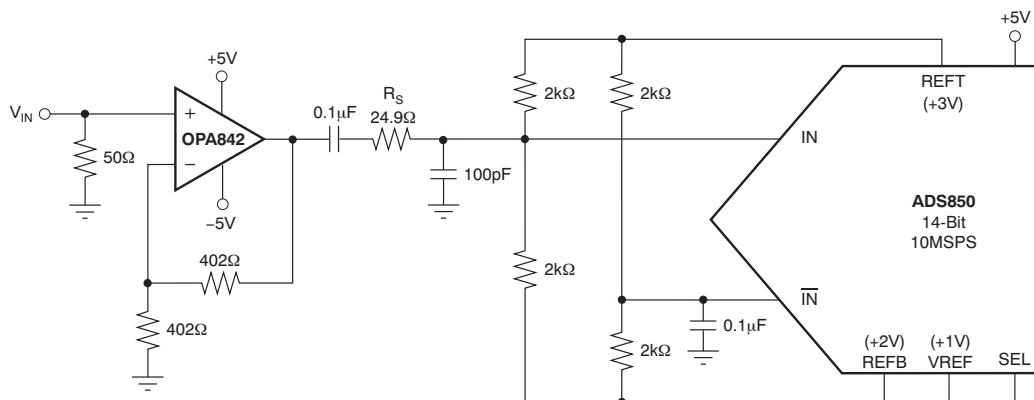 +5V
+5V
REFT
(+3V)
2kΩ
2kΩ
R_S
24.9Ω
0.1μF
V_IN
OPA842
+
−
50Ω
−5V
IN
100pF
ADS850
14-Bit
10MSPS
402Ω
2kΩ
402Ω
I̅N̅
0.1μF
2kΩ
(+2V)
REFB
(+1V)
VREF
SEL